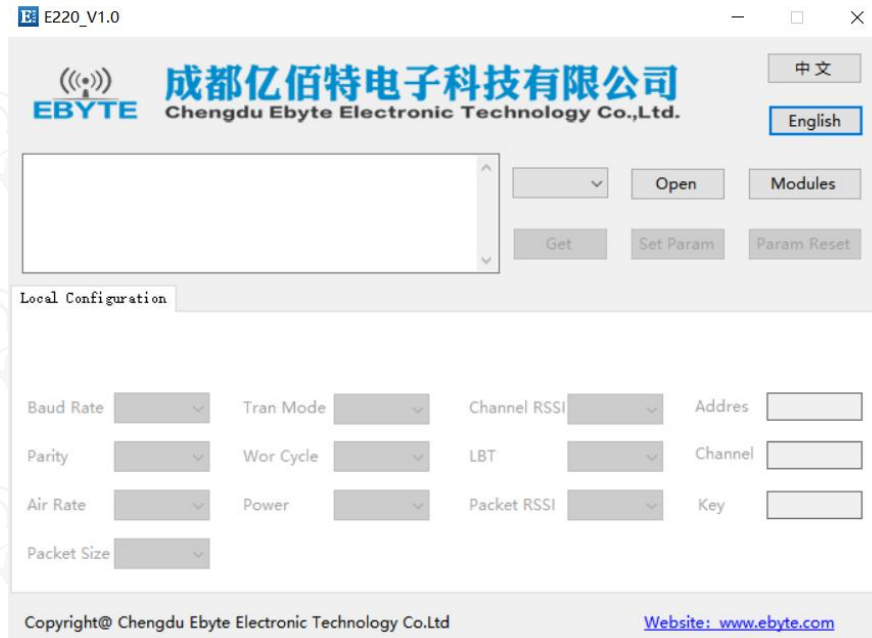 E220_V1.0
EBYTE
成都亿佰特电子科技有限公司
Chengdu Ebyte Electronic Technology Co.,Ltd.
中文
English
Open
Modules
Get
Set Param
Param Reset
Local Configuration
Baud Rate
Tran Mode
Channel RSSI
Addres
Parity
Wor Cycle
LBT
Channel
Air Rate
Power
Packet RSSI
Key
Packet Size
Copyright@ Chengdu Ebyte Electronic Technology Co.Ltd
Website: www.ebyte.com